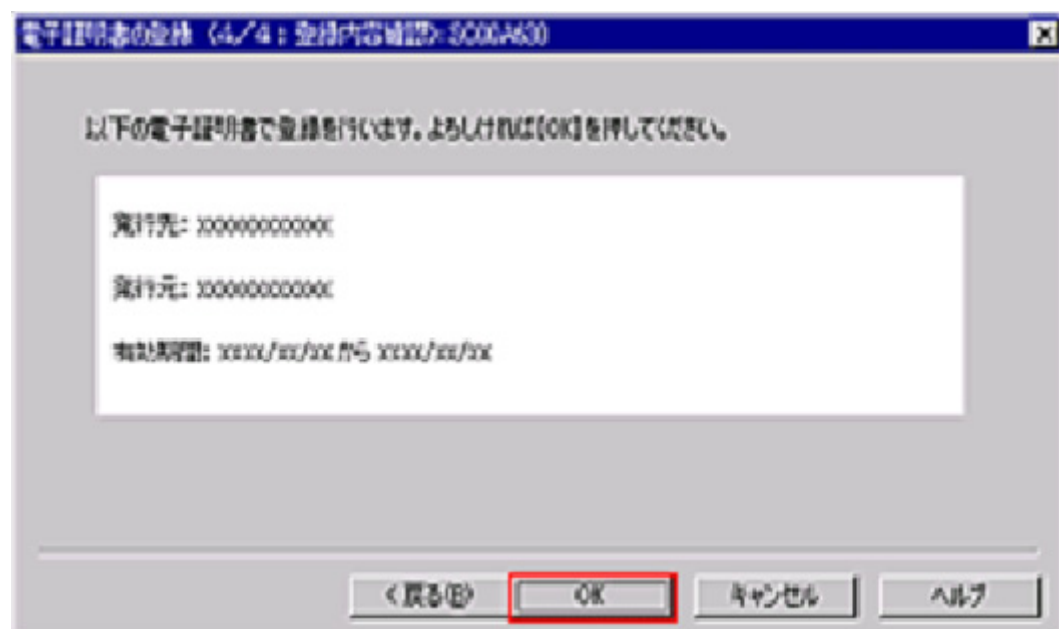 電子証明書の登録 〈4/4：登録内容確認〉:SC00A630
以下の電子証明書で登録を行います。よろしければ[OK]を押してください。
発行先: XXXXXXXXXXXX
発行元: XXXXXXXXXXXX
有効期間: XXXX/XX/XX から XXXX/XX/XX
<戻る(B) OK キャンセル ヘルプ